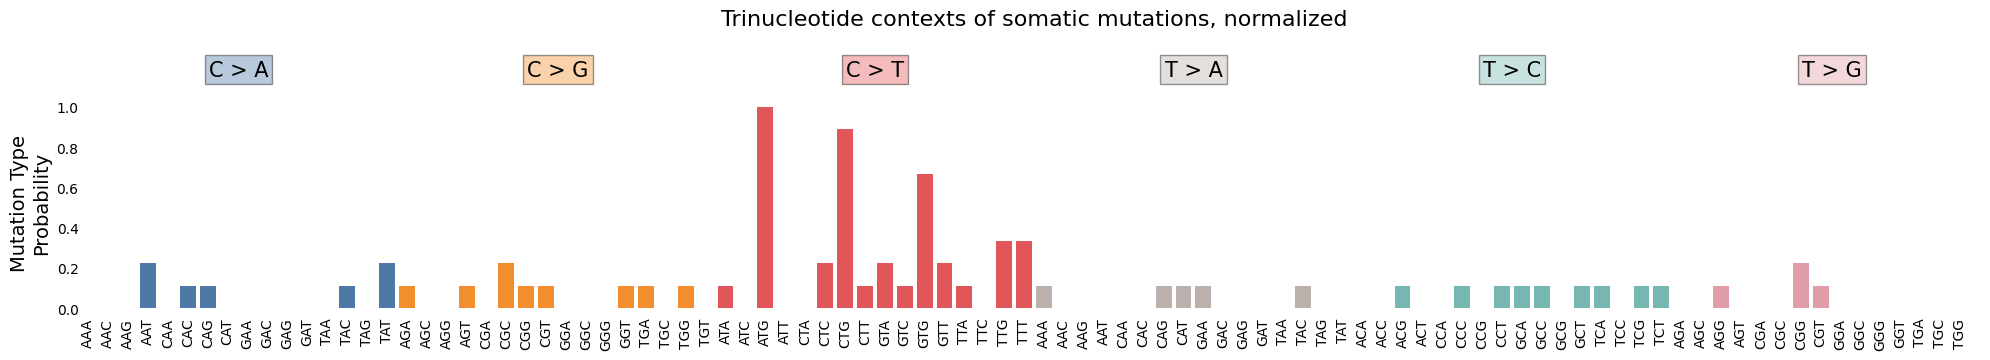 Trinucleotide contexts of somatic mutations, normalized
C > A C > G C > T T > A T > C T > G
Mutation Type
Probability
1.0
0.8
0.6
0.4
0.2
0.0
AAA AAC AAG AAT CAA CAC CAG CAT GAA GAC GAG GAT TAA TAC TAG TAT AGA AGC AGG AGT CGA CGC CGG CGT GGA GGC GGG GGT TGA TGC TGG TGT ATA ATC ATG ATT CTA CTC CTG CTT GTA GTC GTG GTT TTA TTC TTG TTT AAA AAC AAG AAT CAA CAC CAG CAT GAA GAC GAG GAT TAA TAC TAG TAT ACA ACC ACG ACT CCA CCC CCG CCT GCA GCC GCG GCT TCA TCC TCG TCT AGA AGC AGG AGT CGA CGC CGG CGT GGA GGC GGG GGT TGA TGC TGG